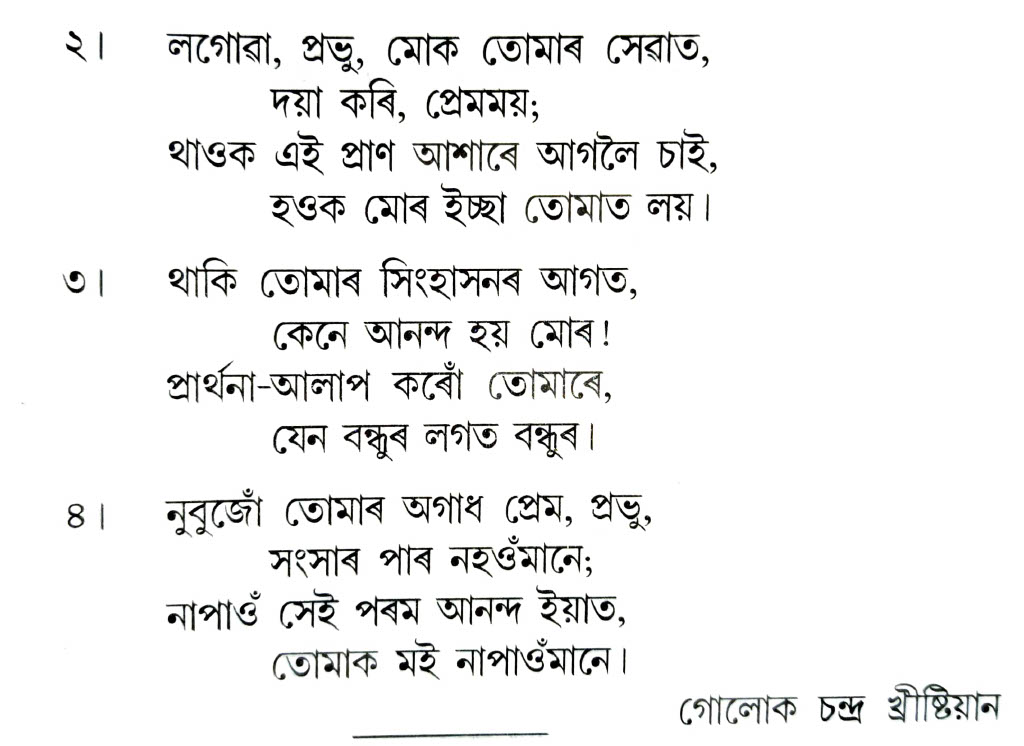 ২। লগোৱা, প্ৰভু, মোক তোমাৰ সেৱাত,
দয়া কৰি, প্ৰেমময়;
থাওক এই প্ৰাণ আশাৰে আগলৈ চাই,
হওক মোৰ ইচ্ছা তোমাত লয়।
৩। থাকি তোমাৰ সিংহাসনৰ আগত,
কেনে আনন্দ হয় মোৰ!
প্ৰাৰ্থনা-আলাপ কৰোঁ তোমাৰে,
যেন বন্ধুৰ লগত বন্ধুৰ।
৪। নুবুজোঁ তোমাৰ অগাধ প্ৰেম, প্ৰভু,
সংসাৰ পাৰ নহওঁমানে;
নাপাওঁ সেই পৰম আনন্দ ইয়াত,
তোমাক মই নাপাওঁমানে।
গোলোক চন্দ্ৰ খ্ৰীষ্টিয়ান